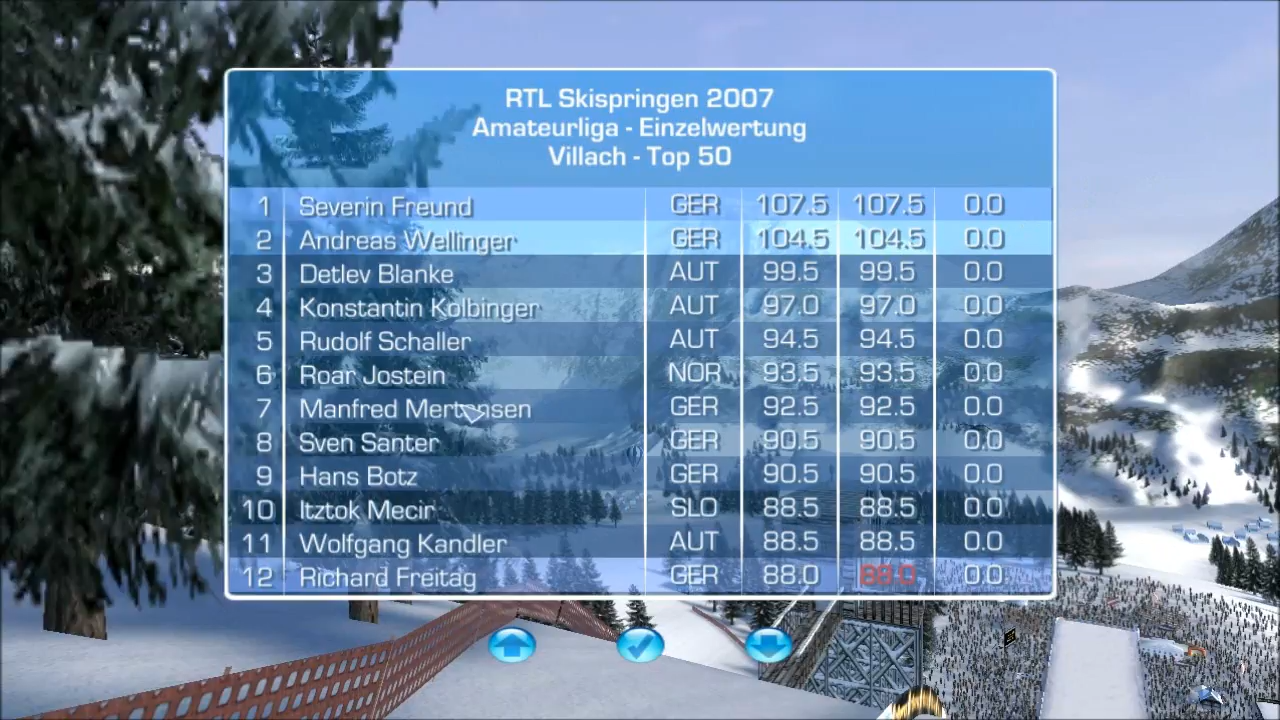 RTL Skispringen 2007
Amateurliga - Einzelwertung
Villach - Top 50
1 Severin Freund GER 107.5 107.5 0.0
2 Andreas Wellinger GER 104.5 104.5 0.0
3 Detlev Blanke AUT 99.5 99.5 0.0
4 Konstantin Kolbinger AUT 97.0 97.0 0.0
5 Rudolf Schaller AUT 94.5 94.5 0.0
6 Roar Jostein NOR 93.5 93.5 0.0
7 Manfred Mertensen GER 92.5 92.5 0.0
8 Sven Santer GER 90.5 90.5 0.0
9 Hans Botz GER 90.5 90.5 0.0
10 Itztok Mecir SLO 88.5 88.5 0.0
11 Wolfgang Kandler AUT 88.5 88.5 0.0
12 Richard Freitag GER 88.0 88.0 0.0